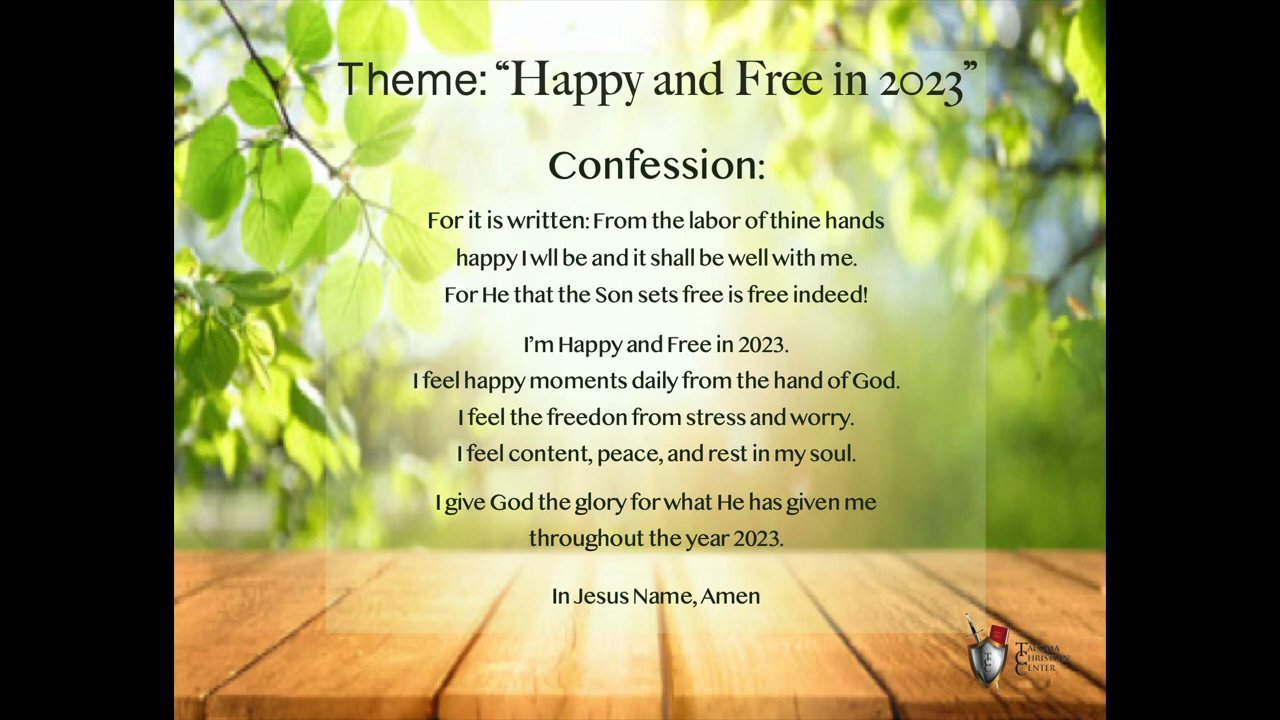 Theme: “Happy and Free in 2023”
Confession:
For it is written: From the labor of thine hands
happy I wll be and it shall be well with me.
For He that the Son sets free is free indeed!
I’m Happy and Free in 2023.
I feel happy moments daily from the hand of God.
I feel the freedon from stress and worry.
I feel content, peace, and rest in my soul.
I give God the glory for what He has given me
throughout the year 2023.
In Jesus Name, Amen
Tacoma
Christian
Center